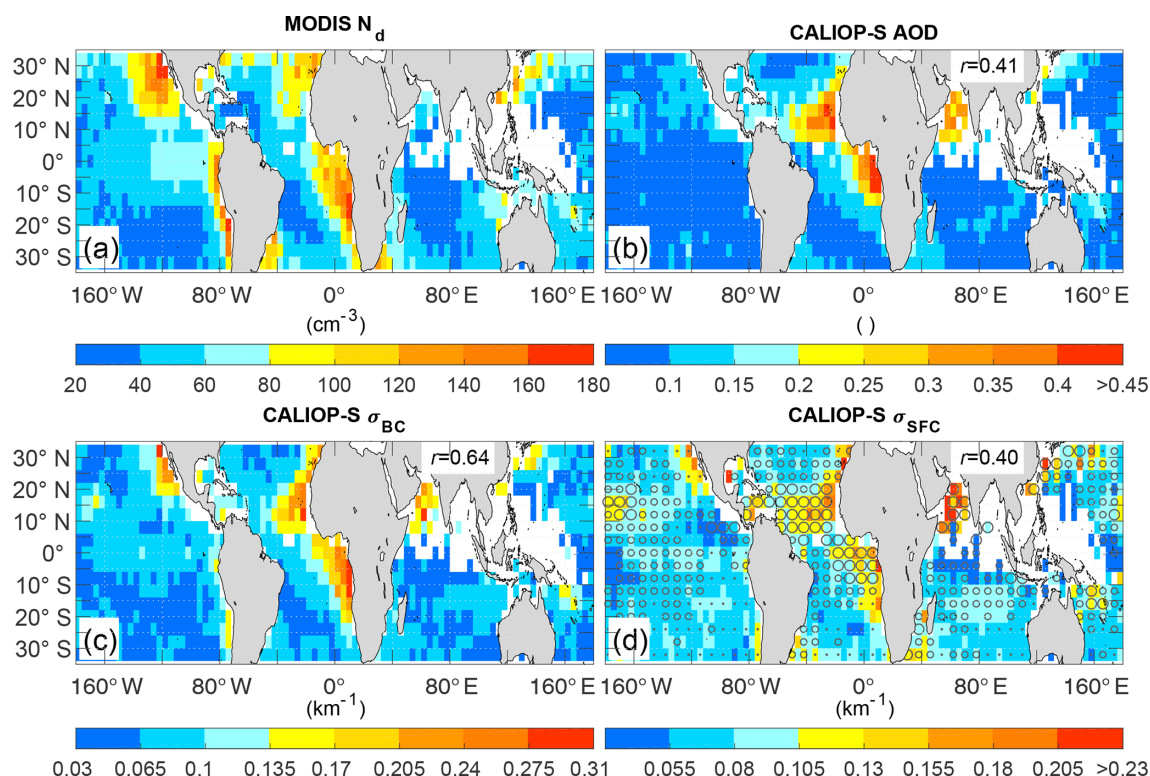 MODIS N_d
CALIOP-S AOD
30° N
20° N
10° N
0°
10° S
20° S
30° S
(a)
r=0.41
(b)
160° W 80° W 0° 80° E 160° E
160° W 80° W 0° 80° E 160° E
(cm^-3)
( )
20 40 60 80 100 120 140 160 180
0 0.1 0.15 0.2 0.25 0.3 0.35 0.4 >0.45
CALIOP-S σ_BC
CALIOP-S σ_SFC
30° N
20° N
10° N
0°
10° S
20° S
30° S
r=0.64
(c)
r=0.40
(d)
160° W 80° W 0° 80° E 160° E
160° W 80° W 0° 80° E 160° E
(km^-1)
(km^-1)
0.03 0.065 0.1 0.135 0.17 0.205 0.24 0.275 0.31
0.055 0.08 0.105 0.13 0.155 0.18 0.205 >0.23